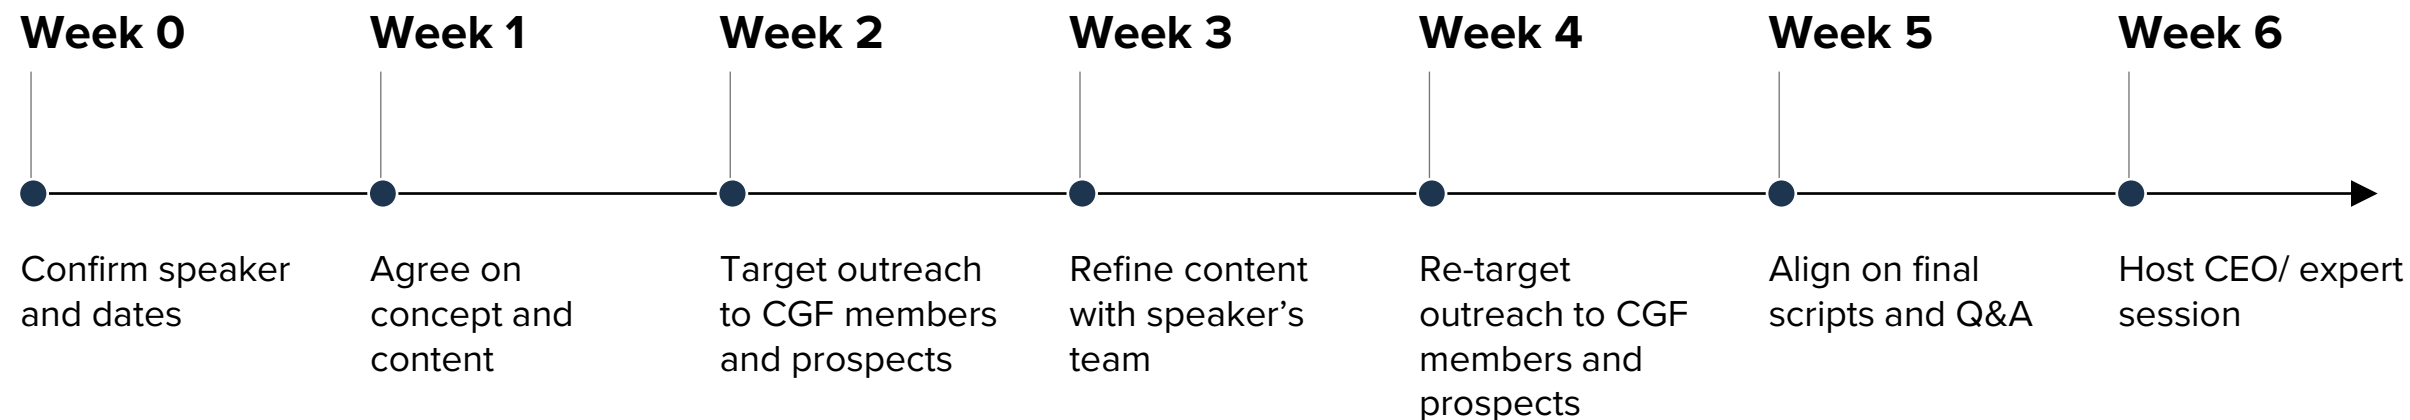 Week 0
Week 1
Week 2
Week 3
Week 4
Week 5
Week 6
Confirm speaker
and dates
Agree on
concept and
content
Target outreach
to CGF members
and prospects
Refine content
with speaker’s
team
Re-target
outreach to CGF
members and
prospects
Align on final
scripts and Q&A
Host CEO/ expert
session